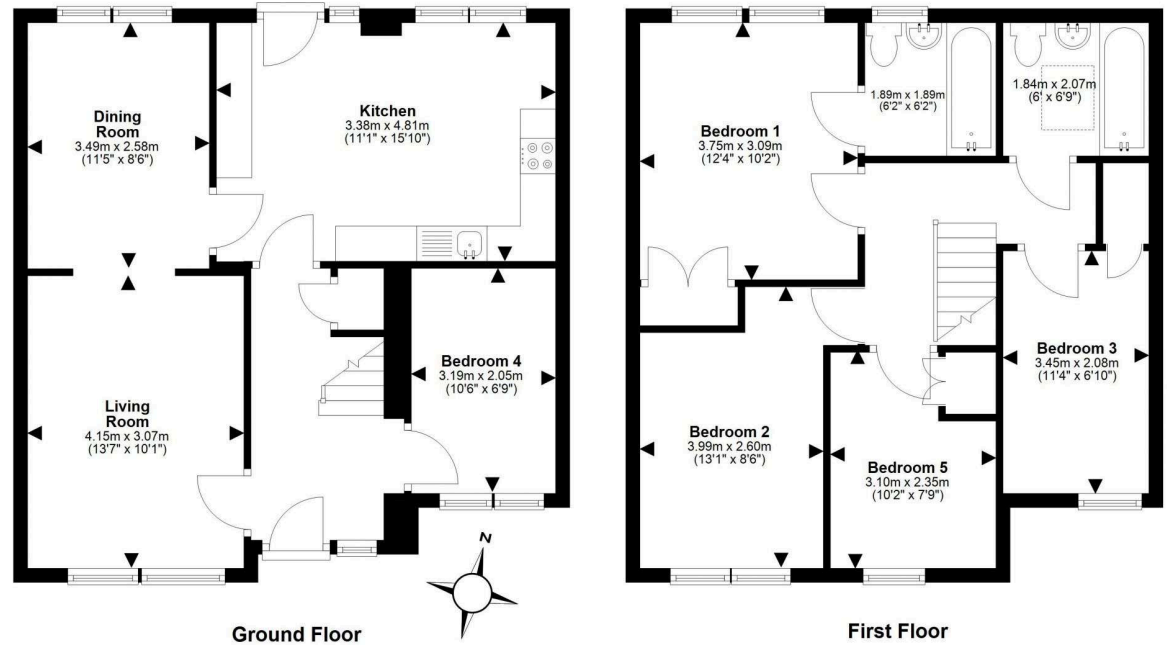 Dining
Room
3.49m x 2.58m
(11'5" x 8'6")
Kitchen
3.38m x 4.81m
(11'1" x 15'10")
Living
Room
4.15m x 3.07m
(13'7" x 10'1")
Bedroom 4
3.19m x 2.05m
(10'6" x 6'9")
N
Ground Floor
Bedroom 1
3.75m x 3.09m
(12'4" x 10'2")
1.89m x 1.89m
(6'2" x 6'2")
1.84m x 2.07m
(6' x 6'9")
Bedroom 2
3.99m x 2.60m
(13'1" x 8'6")
Bedroom 5
3.10m x 2.35m
(10'2" x 7'9")
Bedroom 3
3.45m x 2.08m
(11'4" x 6'10")
First Floor